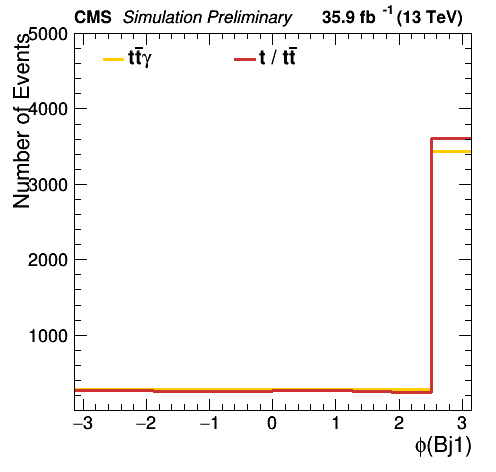 CMS Simulation Preliminary 35.9 fb⁻¹ (13 TeV)
tt̄γ t / tt̄
Number of Events
5000
4000
3000
2000
1000
−3 −2 −1 0 1 2 3
ϕ(Bj1)